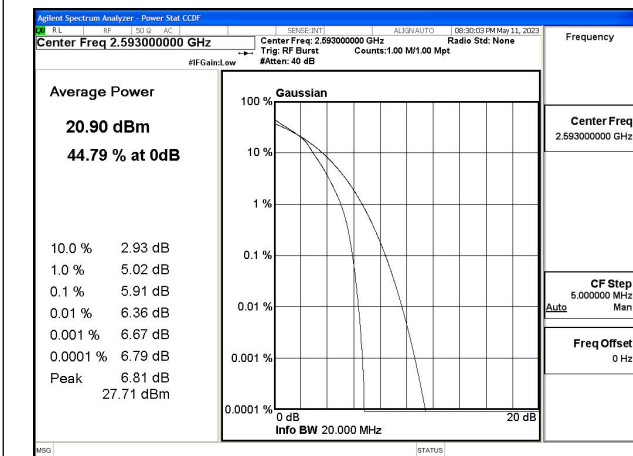 Agilent Spectrum Analyzer - Power Stat CCDF
RL RF 50 Ω AC SENSE:INT ALIGN AUTO 08:30:03 PM May 11, 2023
Center Freq 2.593000000 GHz
Center Freq: 2.593000000 GHz Radio Std: None
Trig: RF Burst Counts:1.00 M/1.00 Mpt
#IFGain:Low #Atten: 40 dB
Frequency
Average Power
20.90 dBm
44.79 % at 0dB
10.0 % 2.93 dB
1.0 % 5.02 dB
0.1 % 5.91 dB
0.01 % 6.36 dB
0.001 % 6.67 dB
0.0001 % 6.79 dB
Peak 6.81 dB
27.71 dBm
Gaussian
100 %
10 %
1 %
0.1 %
0.01 %
0.001 %
0.0001 %
0 dB 20 dB
Info BW 20.000 MHz
Center Freq
2.593000000 GHz
CF Step
5.000000 MHz
Auto Man
Freq Offset
0 Hz
MSG STATUS